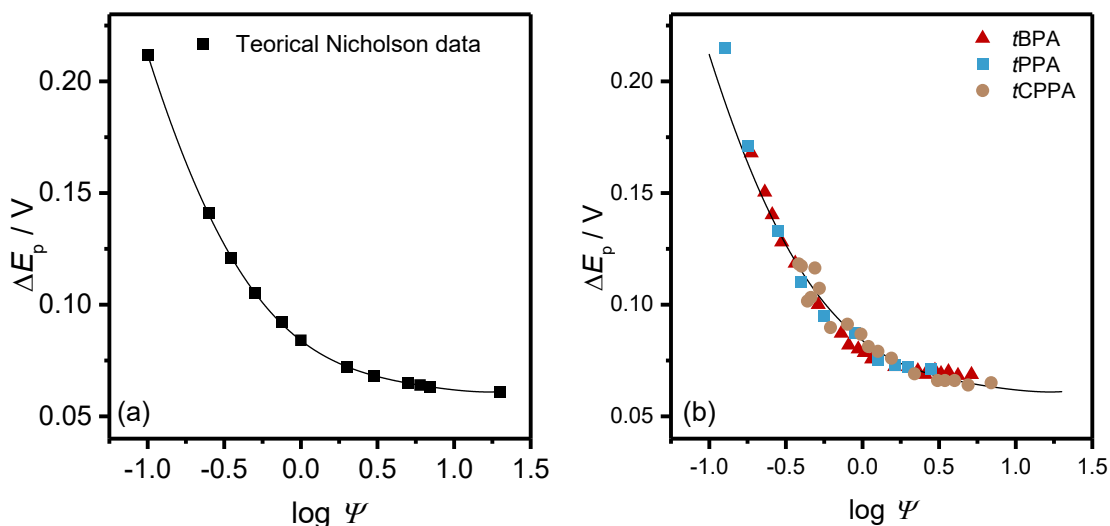 Teorical Nicholson data
0.20
0.15
0.10
0.05
ΔEp / V
(a)
-1.0 -0.5 0.0 0.5 1.0 1.5
log Ψ
tBPA
tPPA
tCPPA
0.20
0.15
0.10
0.05
ΔEp / V
(b)
-1.0 -0.5 0.0 0.5 1.0 1.5
log Ψ